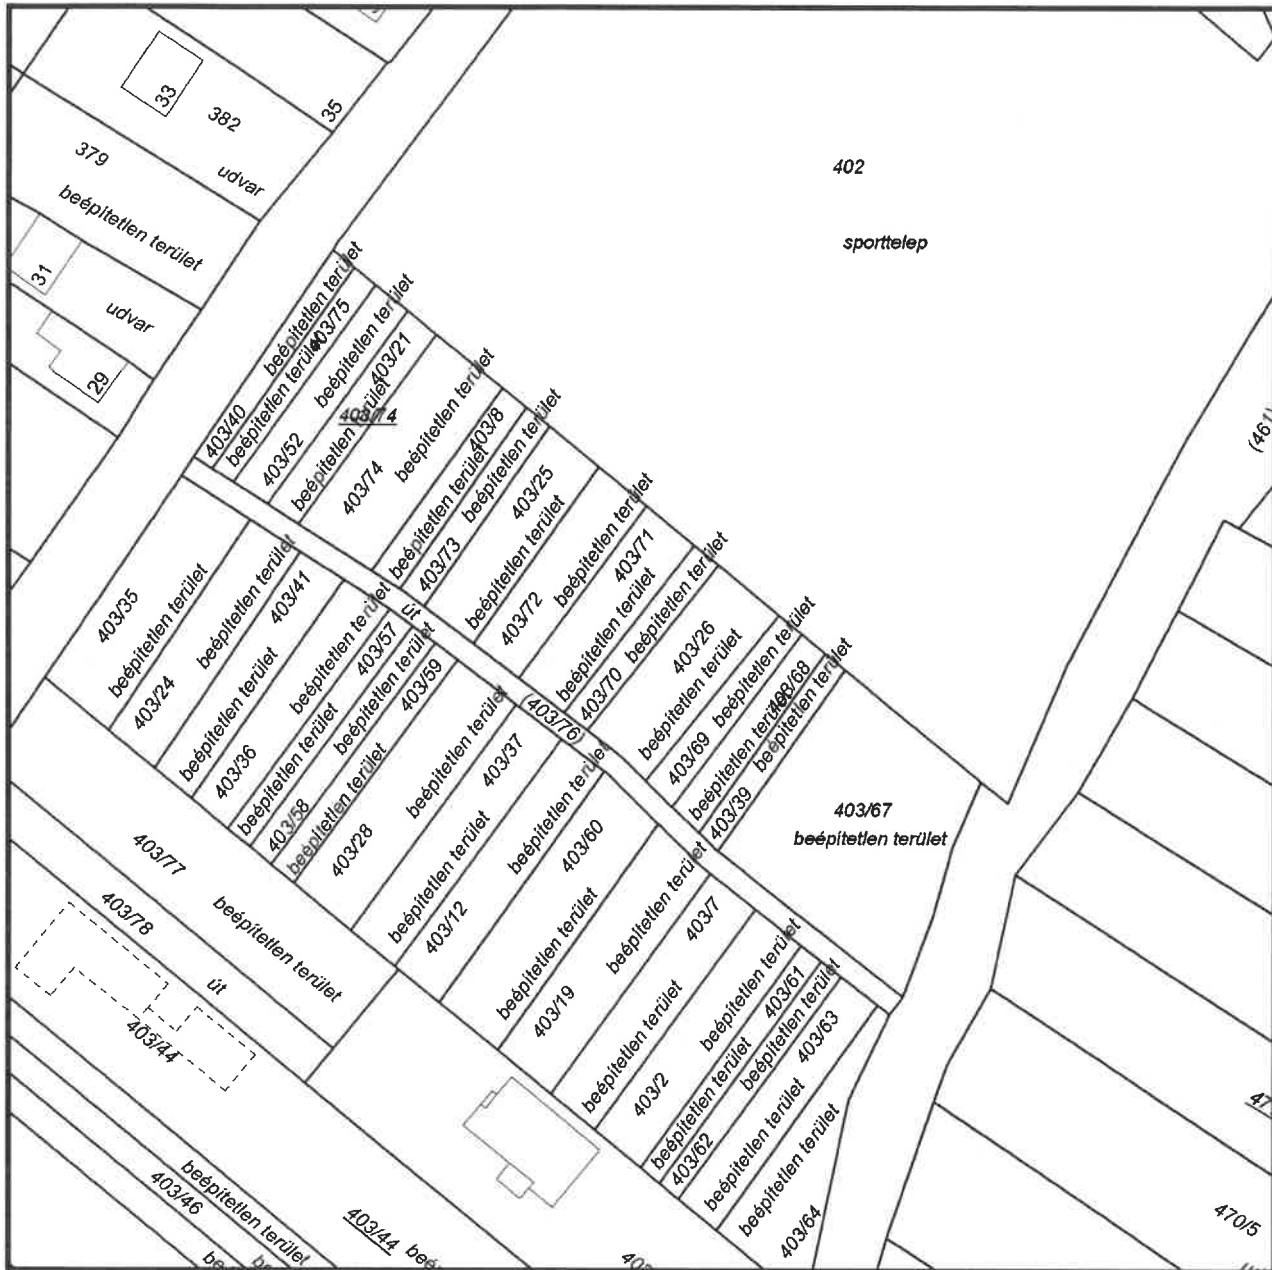 33
382
35
udvar
379
beépítetlen terület
31
udvar
29
402
sporttelep
403/40
beépítetlen terület
beépítetlen terület
403/75
403/52
beépítetlen terület
beépítetlen terület
403/21
403/74
403/74
beépítetlen terület
beépítetlen terület
403/8
403/73
beépítetlen terület
403/25
beépítetlen terület
403/72
beépítetlen terület
403/71
beépítetlen terület
403/70
beépítetlen terület
403/26
beépítetlen terület
403/69
beépítetlen terület
403/68
beépítetlen terület
403/39
beépítetlen terület
403/67
beépítetlen terület
út
(403/76)
403/35
beépítetlen terület
403/24
beépítetlen terület
403/41
beépítetlen terület
403/36
beépítetlen terület
403/57
beépítetlen terület
403/58
beépítetlen terület
403/59
beépítetlen terület
403/28
beépítetlen terület
403/37
beépítetlen terület
403/12
beépítetlen terület
403/60
beépítetlen terület
403/19
beépítetlen terület
403/7
beépítetlen terület
403/2
beépítetlen terület
403/61
beépítetlen terület
403/62
beépítetlen terület
403/63
beépítetlen terület
403/64
beépítetlen terület
403/77
beépítetlen terület
403/78
út
403/44
beépítetlen terület
403/46
403/44
470/5